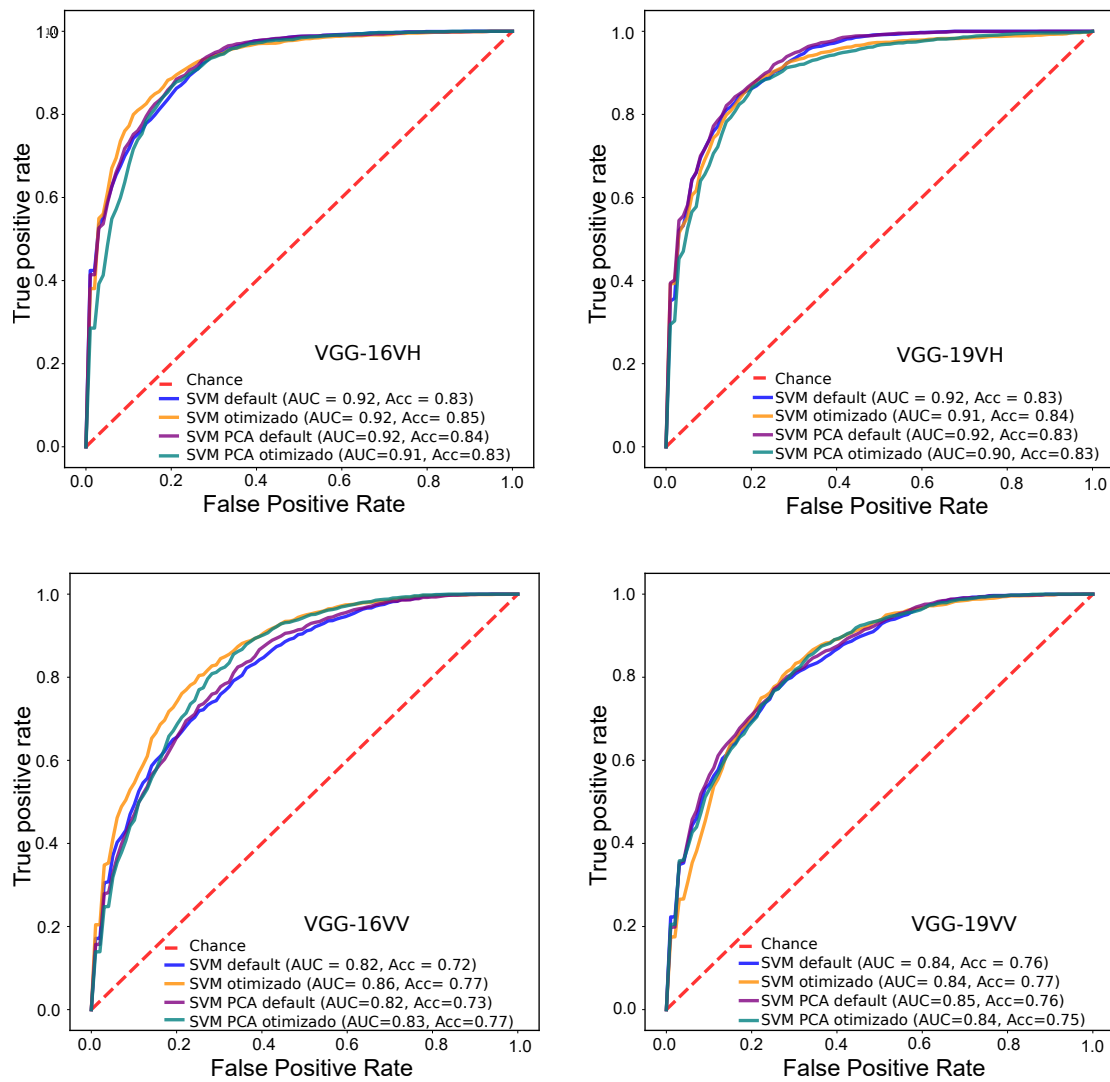 1.0
0.8
0.6
0.4
0.2
0.0
True positive rate
VGG-16VH
Chance
SVM default (AUC = 0.92, Acc = 0.83)
SVM otimizado (AUC= 0.92, Acc= 0.85)
SVM PCA default (AUC=0.92, Acc=0.84)
SVM PCA otimizado (AUC=0.91, Acc=0.83)
0.0 0.2 0.4 0.6 0.8 1.0
False Positive Rate
1.0
0.8
0.6
0.4
0.2
0.0
True positive rate
VGG-19VH
Chance
SVM default (AUC = 0.92, Acc = 0.83)
SVM otimizado (AUC= 0.91, Acc= 0.84)
SVM PCA default (AUC=0.92, Acc=0.83)
SVM PCA otimizado (AUC=0.90, Acc=0.83)
0.0 0.2 0.4 0.6 0.8 1.0
False Positive Rate
1.0
0.8
0.6
0.4
0.2
0.0
True positive rate
VGG-16VV
Chance
SVM default (AUC = 0.82, Acc = 0.72)
SVM otimizado (AUC= 0.86, Acc= 0.77)
SVM PCA default (AUC=0.82, Acc=0.73)
SVM PCA otimizado (AUC=0.83, Acc=0.77)
0.0 0.2 0.4 0.6 0.8 1.0
False Positive Rate
1.0
0.8
0.6
0.4
0.2
0.0
True positive rate
VGG-19VV
Chance
SVM default (AUC = 0.84, Acc = 0.76)
SVM otimizado (AUC= 0.84, Acc= 0.77)
SVM PCA default (AUC=0.85, Acc=0.76)
SVM PCA otimizado (AUC=0.84, Acc=0.75)
0.0 0.2 0.4 0.6 0.8 1.0
False Positive Rate